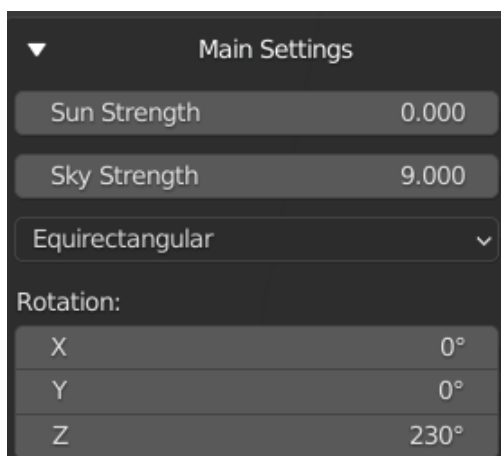 Main Settings
Sun Strength 0.000
Sky Strength 9.000
Equirectangular
Rotation:
X 0°
Y 0°
Z 230°